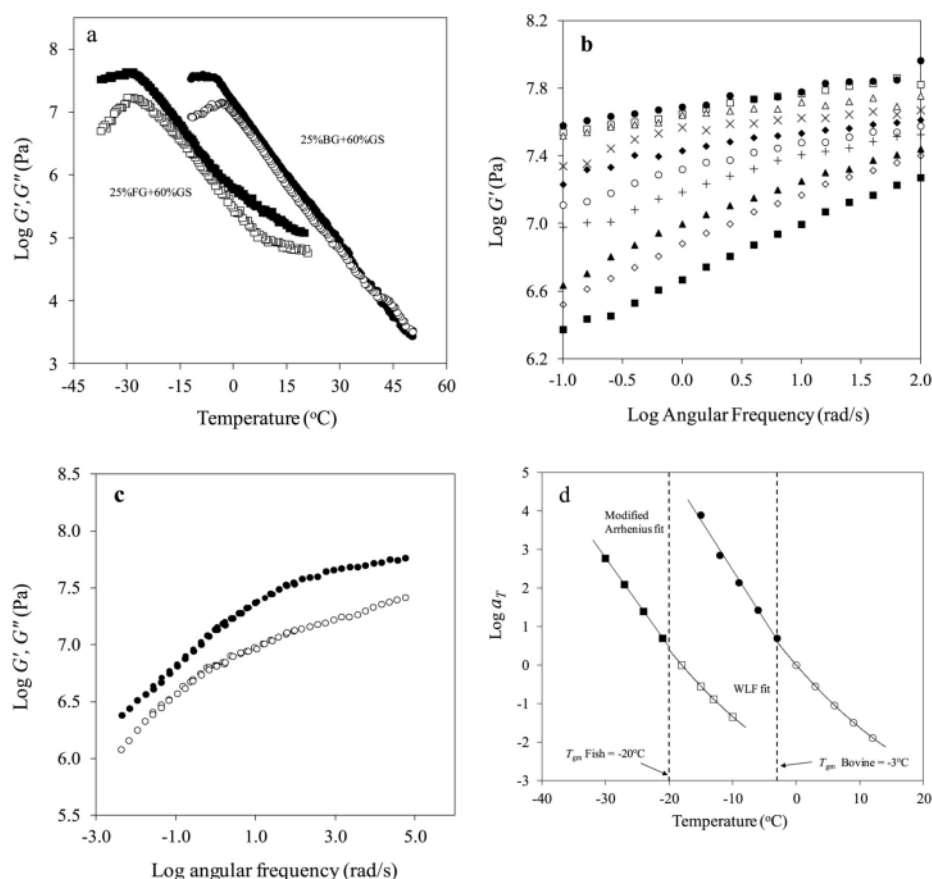 a
8
7
6
5
4
3
Log G', G" (Pa)
25%BG+60%GS
25%FG+60%GS
-45 -30 -15 0 15 30 45 60
Temperature (°C)
b
8.2
7.8
7.4
7.0
6.6
6.2
Log G' (Pa)
-1.0 -0.5 0.0 0.5 1.0 1.5 2.0
Log Angular Frequency (rad/s)
c
8.5
8.0
7.5
7.0
6.5
6.0
5.5
Log G', G" (Pa)
-3.0 -1.0 1.0 3.0 5.0
Log angular frequency (rad/s)
d
5
4
3
2
1
0
-1
-2
-3
Log aT
Modified
Arrhenius fit
WLF fit
Tgm Fish = -20°C
Tgm Bovine = -3°C
-40 -30 -20 -10 0 10 20
Temperature (°C)